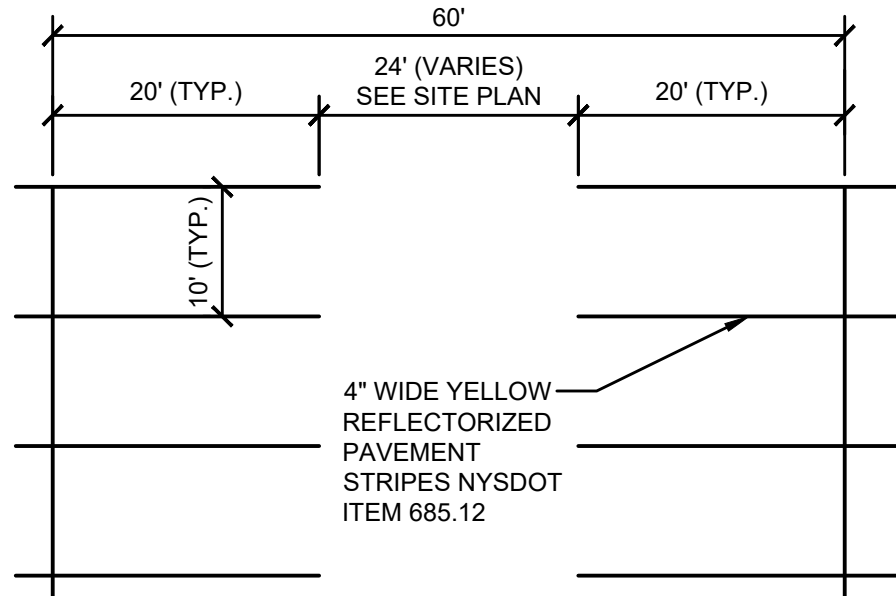 60'
20' (TYP.)
24' (VARIES)
SEE SITE PLAN
20' (TYP.)
10' (TYP.)
4" WIDE YELLOW
REFLECTORIZED
PAVEMENT
STRIPES NYSDOT
ITEM 685.12